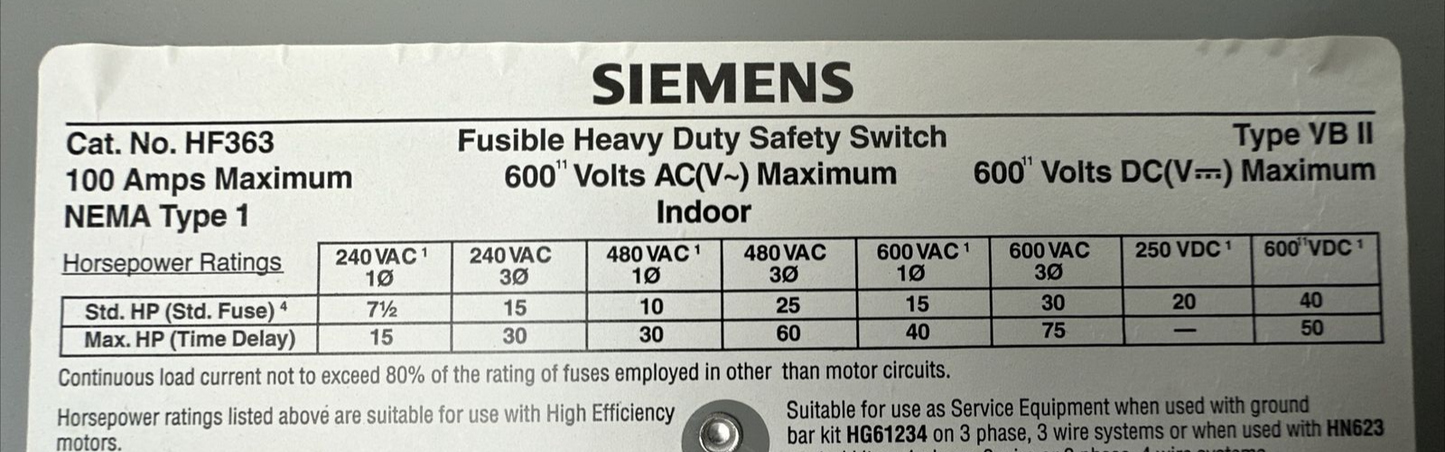 SIEMENS
Cat. No. HF363 Fusible Heavy Duty Safety Switch Type VB II
100 Amps Maximum 600¹¹ Volts AC(V~) Maximum 600¹¹ Volts DC(V⎓) Maximum
NEMA Type 1 Indoor
Horsepower Ratings 240 VAC ¹ 1Ø 240 VAC 3Ø 480 VAC ¹ 1Ø 480 VAC 3Ø 600 VAC ¹ 1Ø 600 VAC 3Ø 250 VDC ¹ 600¹¹VDC ¹
Std. HP (Std. Fuse) ⁴ 7½ 15 10 25 15 30 20 40
Max. HP (Time Delay) 15 30 30 60 40 75 — 50
Continuous load current not to exceed 80% of the rating of fuses employed in other than motor circuits.
Horsepower ratings listed above are suitable for use with High Efficiency
motors.
Suitable for use as Service Equipment when used with ground
bar kit HG61234 on 3 phase, 3 wire systems or when used with HN623